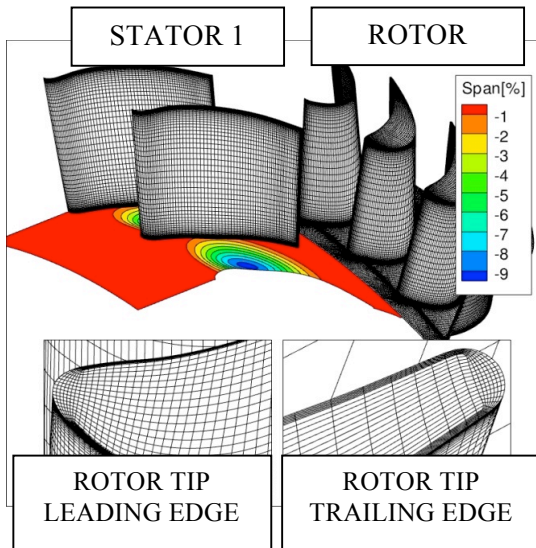 STATOR 1
ROTOR
Span[%]
-1
-2
-3
-4
-5
-6
-7
-8
-9
ROTOR TIP
LEADING EDGE
ROTOR TIP
TRAILING EDGE